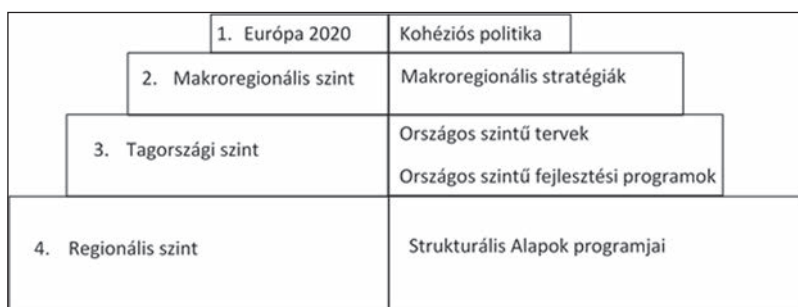 1. Európa 2020
Kohéziós politika
2. Makroregionális szint
Makroregionális stratégiák
3. Tagországi szint
Országos szintű tervek
Országos szintű fejlesztési programok
4. Regionális szint
Strukturális Alapok programjai